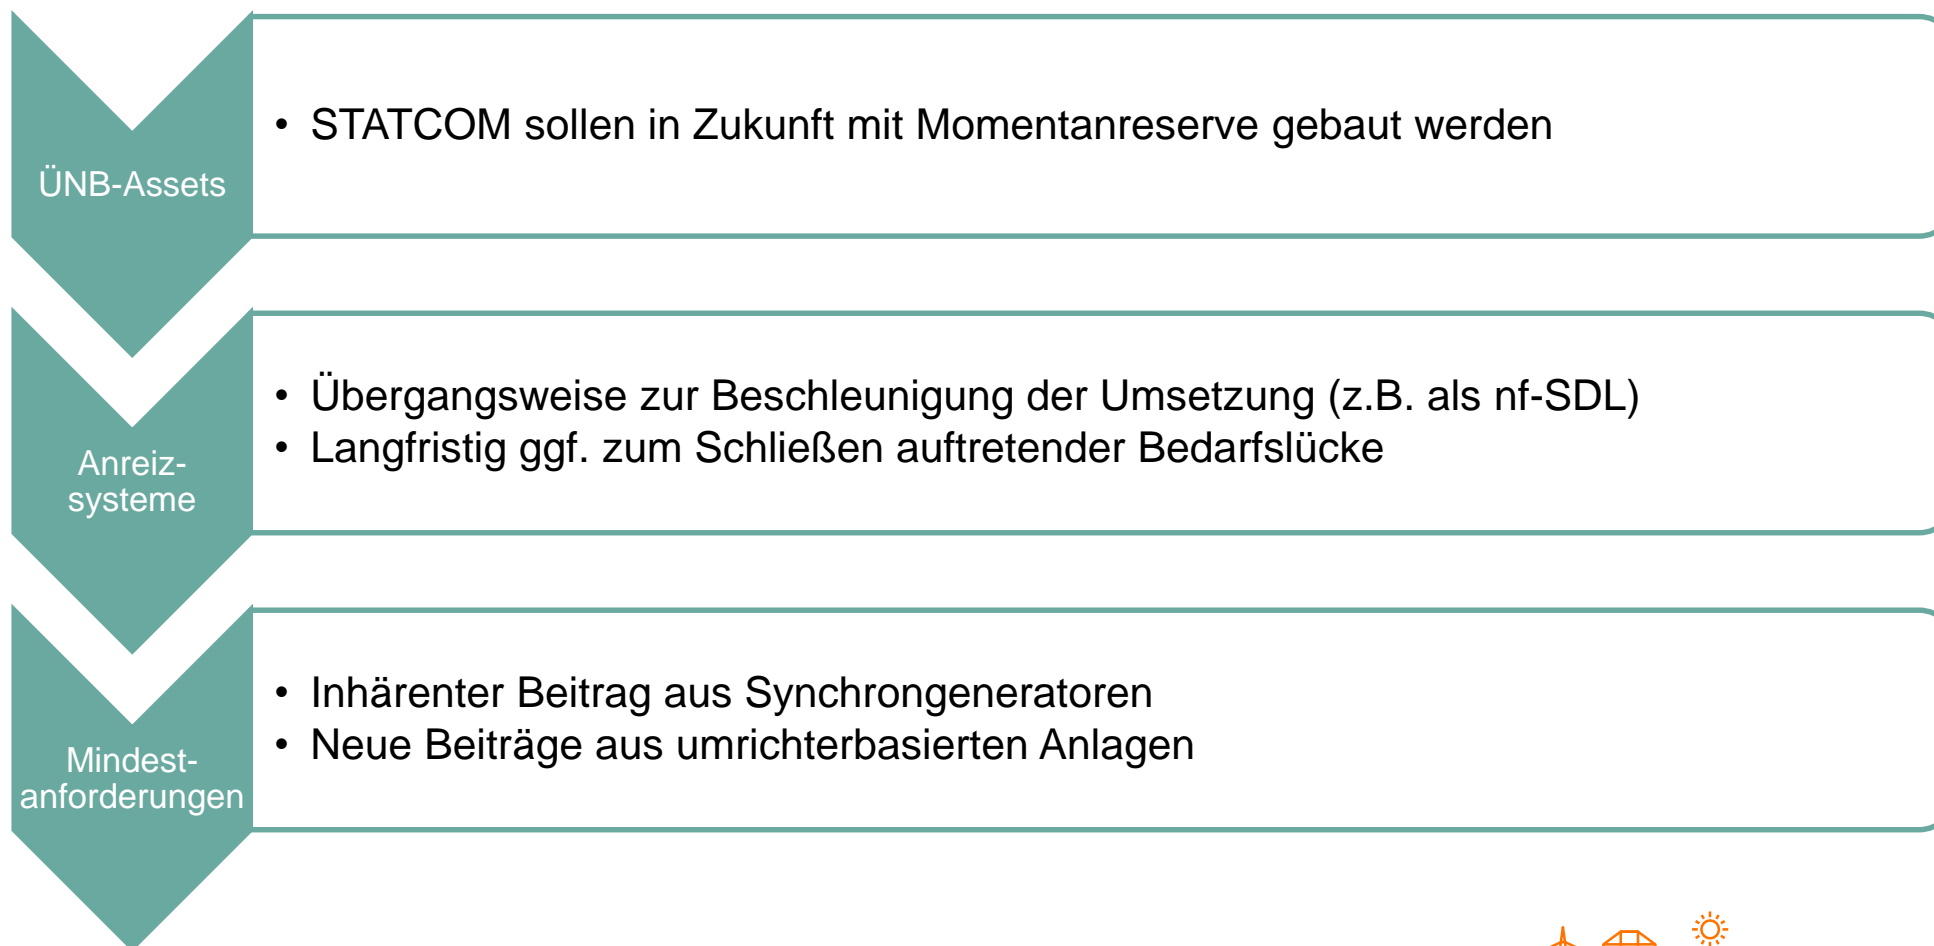 ÜNB-Assets
• STATCOM sollen in Zukunft mit Momentanreserve gebaut werden
Anreiz-
systeme
• Übergangsweise zur Beschleunigung der Umsetzung (z.B. als nf-SDL)
• Langfristig ggf. zum Schließen auftretender Bedarfslücke
Mindest-
anforderungen
• Inhärenter Beitrag aus Synchrongeneratoren
• Neue Beiträge aus umrichterbasierten Anlagen